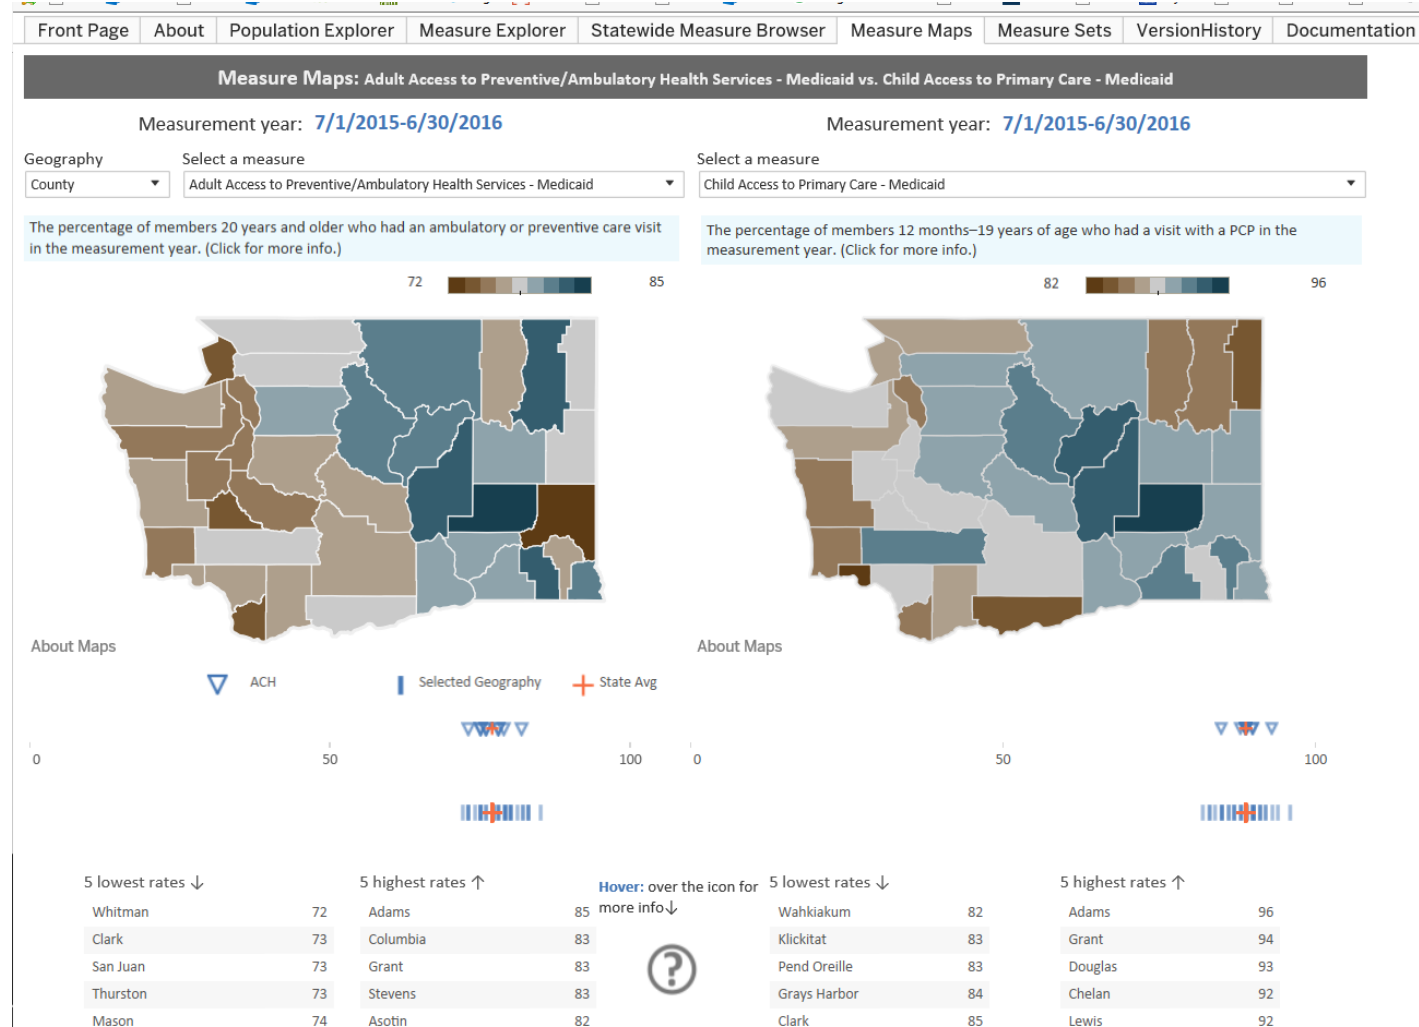 Front Page About Population Explorer Measure Explorer Statewide Measure Browser Measure Maps Measure Sets VersionHistory Documentation
Measure Maps: Adult Access to Preventive/Ambulatory Health Services - Medicaid vs. Child Access to Primary Care - Medicaid
Measurement year: 7/1/2015-6/30/2016
Measurement year: 7/1/2015-6/30/2016
Geography
Select a measure
Select a measure
County
Adult Access to Preventive/Ambulatory Health Services - Medicaid
Child Access to Primary Care - Medicaid
The percentage of members 20 years and older who had an ambulatory or preventive care visit
in the measurement year. (Click for more info.)
The percentage of members 12 months–19 years of age who had a visit with a PCP in the
measurement year. (Click for more info.)
72 85
82 96
About Maps
About Maps
ACH Selected Geography State Avg
0 50 100
0 50 100
5 lowest rates ↓
Whitman 72
Clark 73
San Juan 73
Thurston 73
Mason 74
5 highest rates ↑
Adams 85
Columbia 83
Grant 83
Stevens 83
Asotin 82
Hover: over the icon for
more info↓
?
5 lowest rates ↓
Wahkiakum 82
Klickitat 83
Pend Oreille 83
Grays Harbor 84
Clark 85
5 highest rates ↑
Adams 96
Grant 94
Douglas 93
Chelan 92
Lewis 92